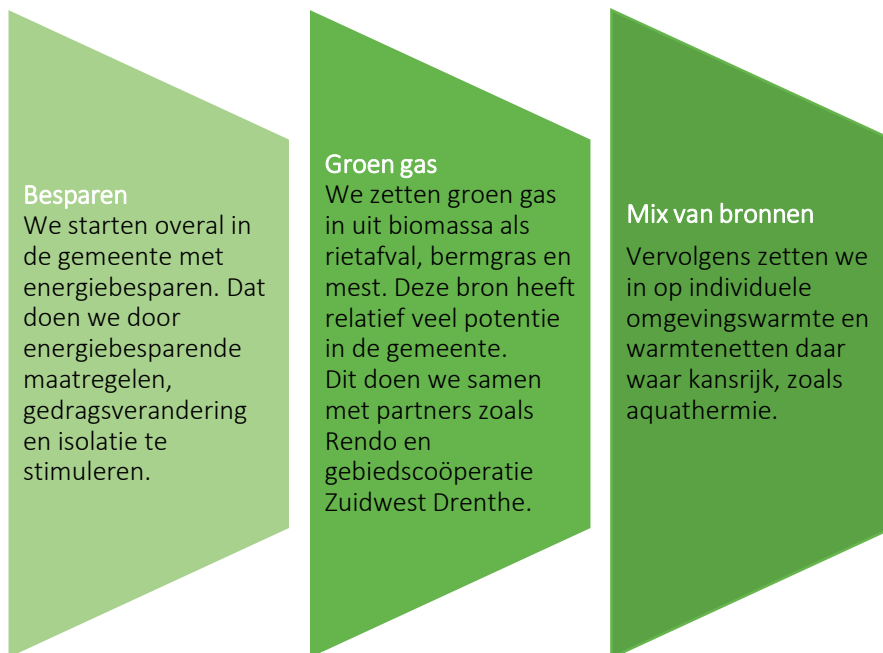 Besparen
We starten overal in
de gemeente met
energiebesparen. Dat
doen we door
energiebesparende
maatregelen,
gedragsverandering
en isolatie te
stimuleren.
Groen gas
We zetten groen gas
in uit biomassa als
rietafval, bermgras en
mest. Deze bron heeft
relatief veel potentie
in de gemeente.
Dit doen we samen
met partners zoals
Rendo en
gebiedscoöperatie
Zuidwest Drenthe.
Mix van bronnen
Vervolgens zetten we
in op individuele
omgevingswarmte en
warmtenetten daar
waar kansrijk, zoals
aquathermie.